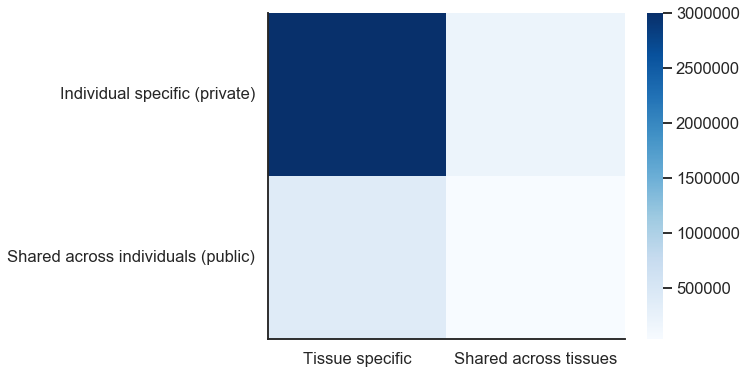 Individual specific (private)
Shared across individuals (public)
Tissue specific
Shared across tissues
3000000
2500000
2000000
1500000
1000000
500000